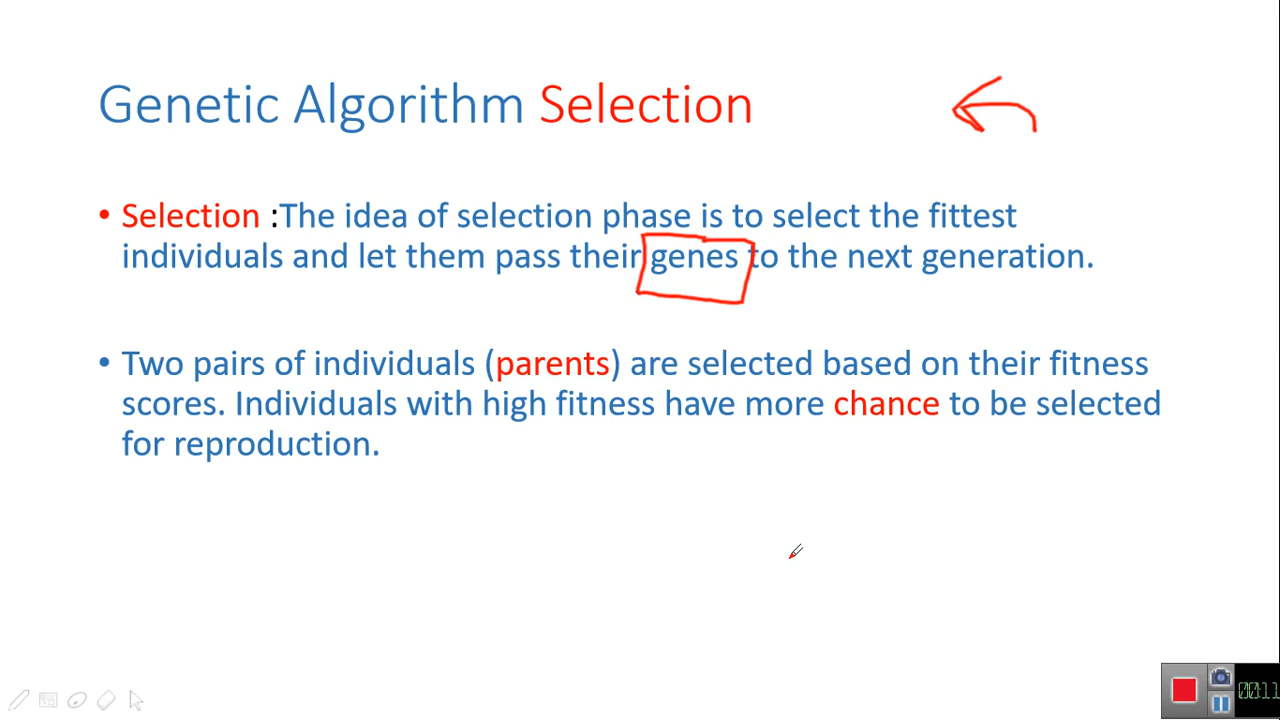 Genetic Algorithm Selection
• Selection :The idea of selection phase is to select the fittest
individuals and let them pass their genes to the next generation.
• Two pairs of individuals (parents) are selected based on their fitness
scores. Individuals with high fitness have more chance to be selected
for reproduction.
00:11